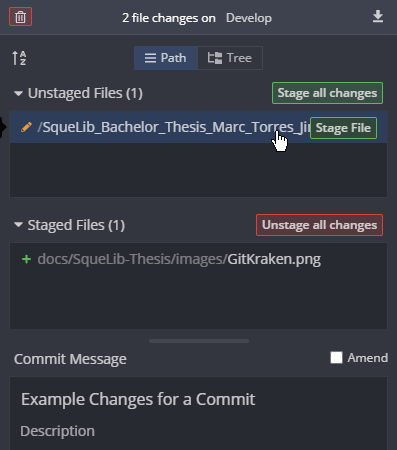 2 file changes on Develop
A Z
Path Tree
Unstaged Files (1) Stage all changes
/SqueLib_Bachelor_Thesis_Marc_Torres_Ji Stage File
Staged Files (1) Unstage all changes
+ docs/SqueLib-Thesis/images/GitKraken.png
Commit Message Amend
Example Changes for a Commit
Description